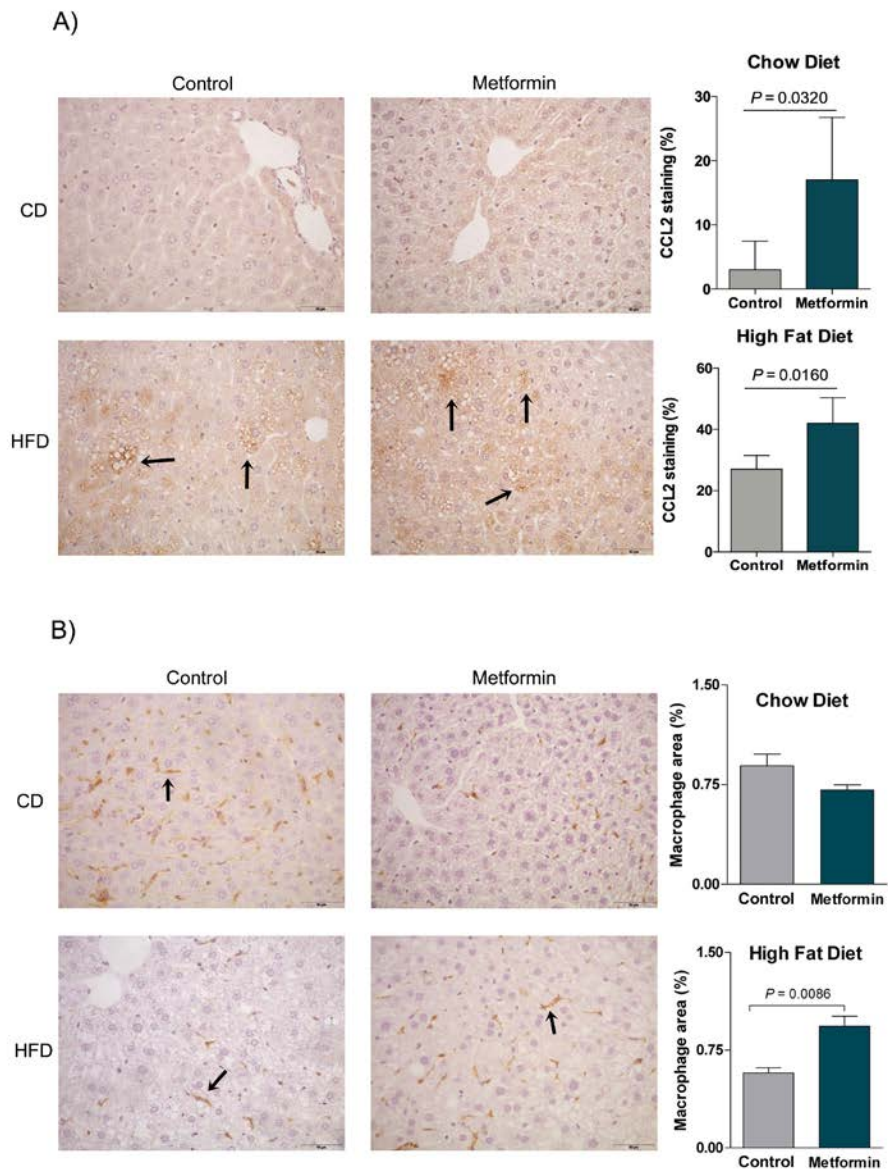 A)
Control
Metformin
CD
HFD
Chow Diet
CCL2 staining (%)
30
20
10
0
P = 0.0320
Control
Metformin
High Fat Diet
CCL2 staining (%)
60
40
20
0
P = 0.0160
Control
Metformin
B)
Control
Metformin
CD
HFD
Chow Diet
Macrophage area (%)
1.50
0.75
0.00
Control
Metformin
High Fat Diet
Macrophage area (%)
1.50
0.75
0.00
P = 0.0086
Control
Metformin